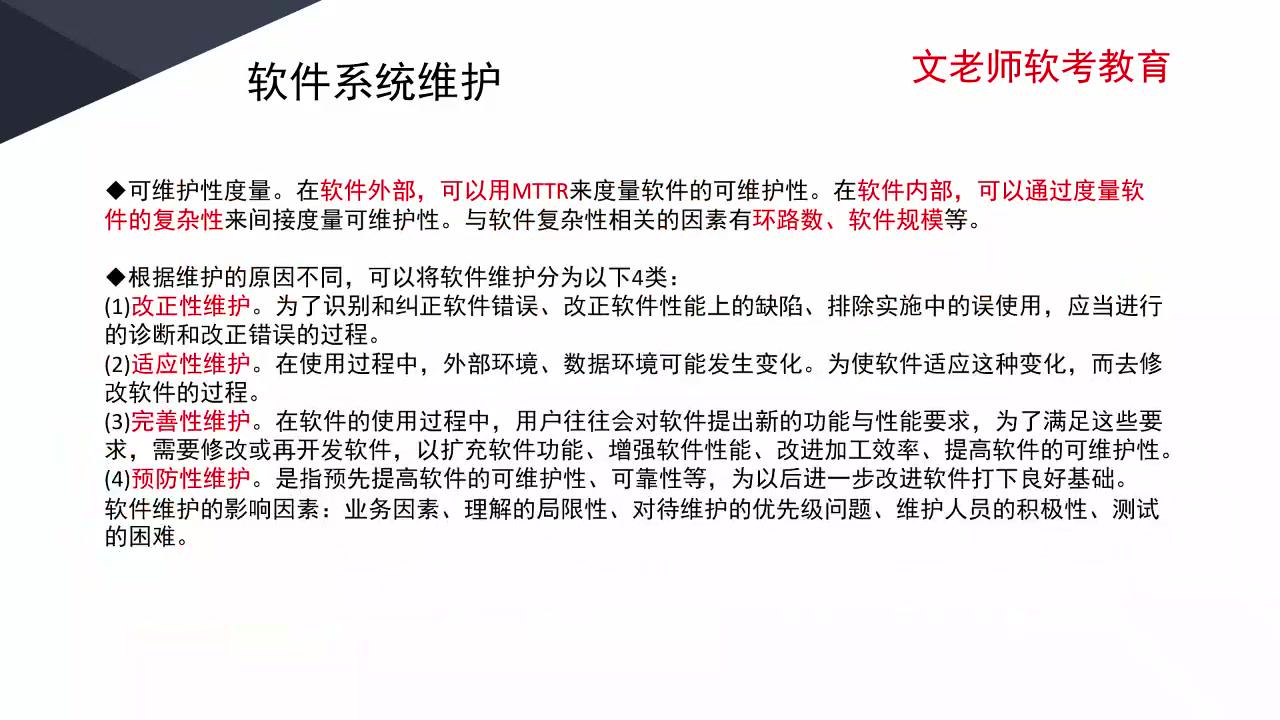 软件系统维护
文老师软考教育
◆可维护性度量。在软件外部，可以用MTTR来度量软件的可维护性。在软件内部，可以通过度量软
件的复杂性来间接度量可维护性。与软件复杂性相关的因素有环路数、软件规模等。
◆根据维护的原因不同，可以将软件维护分为以下4类：
(1)改正性维护。为了识别和纠正软件错误、改正软件性能上的缺陷、排除实施中的误使用，应当进行
的诊断和改正错误的过程。
(2)适应性维护。在使用过程中，外部环境、数据环境可能发生变化。为使软件适应这种变化，而去修
改软件的过程。
(3)完善性维护。在软件的使用过程中，用户往往会对软件提出新的功能与性能要求，为了满足这些要
求，需要修改或再开发软件，以扩充软件功能、增强软件性能、改进加工效率、提高软件的可维护性。
(4)预防性维护。是指预先提高软件的可维护性、可靠性等，为以后进一步改进软件打下良好基础。
软件维护的影响因素：业务因素、理解的局限性、对待维护的优先级问题、维护人员的积极性、测试
的困难。